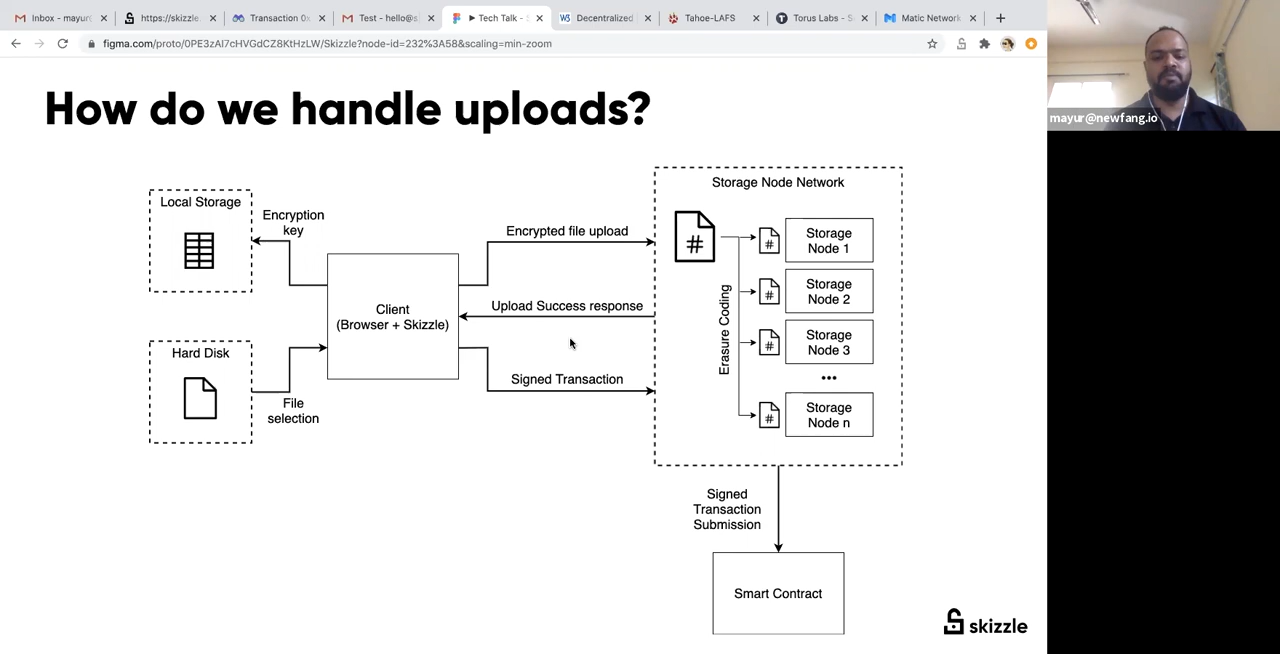 Inbox - mayur
https://skizzle.
Transaction 0x
Test - hello@s
Tech Talk -
Decentralized
Tahoe-LAFS
Torus Labs - S
Matic Network
figma.com/proto/0PE3zAI7cHVGdCZ8KtHzLW/Skizzle?node-id=232%3A58&scaling=min-zoom
mayur@newfang.io
How do we handle uploads?
Local Storage
Encryption
key
Hard Disk
File
selection
Client
(Browser + Skizzle)
Encrypted file upload
Upload Success response
Signed Transaction
Storage Node Network
#
Erasure Coding
#
Storage
Node 1
#
Storage
Node 2
#
Storage
Node 3
•••
#
Storage
Node n
Signed
Transaction
Submission
Smart Contract
skizzle